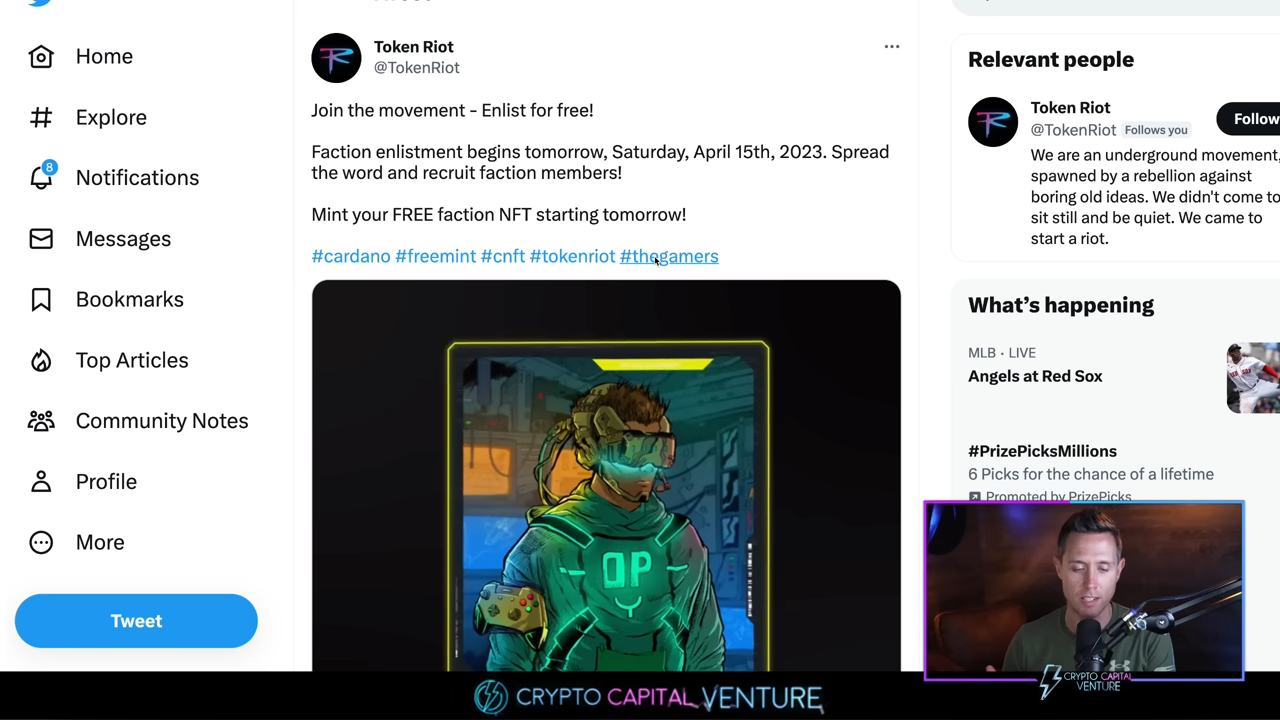 Home
Explore
8
Notifications
Messages
Bookmarks
Top Articles
Community Notes
Profile
More
Tweet
Token Riot
@TokenRiot
Join the movement - Enlist for free!
Faction enlistment begins tomorrow, Saturday, April 15th, 2023. Spread
the word and recruit faction members!
Mint your FREE faction NFT starting tomorrow!
#cardano #freemint #cnft #tokenriot #thegamers
OP
Relevant people
Token Riot
@TokenRiot Follows you
Follow
We are an underground movement,
spawned by a rebellion against
boring old ideas. We didn't come to
sit still and be quiet. We came to
start a riot.
What's happening
MLB · LIVE
Angels at Red Sox
#PrizePicksMillions
6 Picks for the chance of a lifetime
Promoted by PrizePicks
CRYPTO CAPITAL
VENTURE
CRYPTO CAPITAL VENTURE